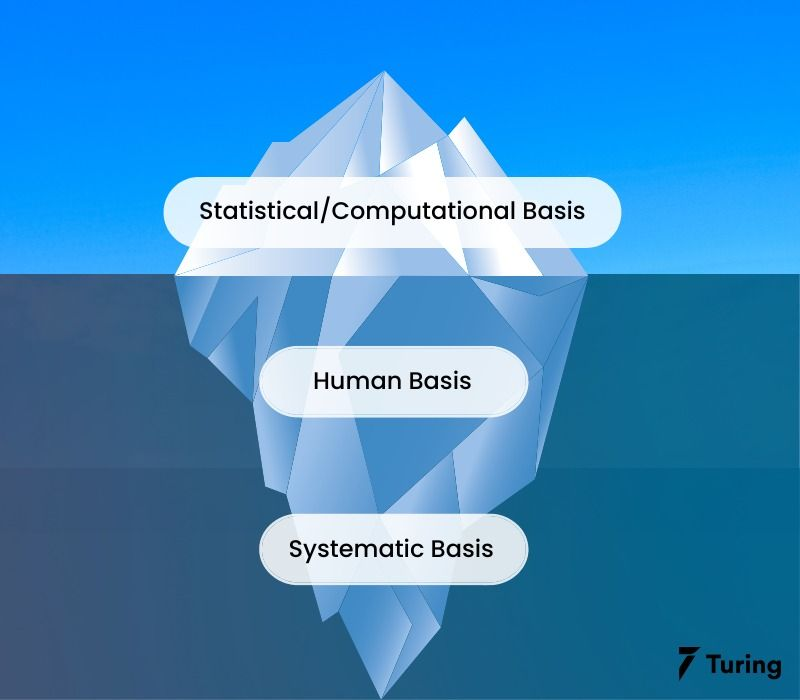 Statistical/Computational Basis
Human Basis
Systematic Basis
Turing